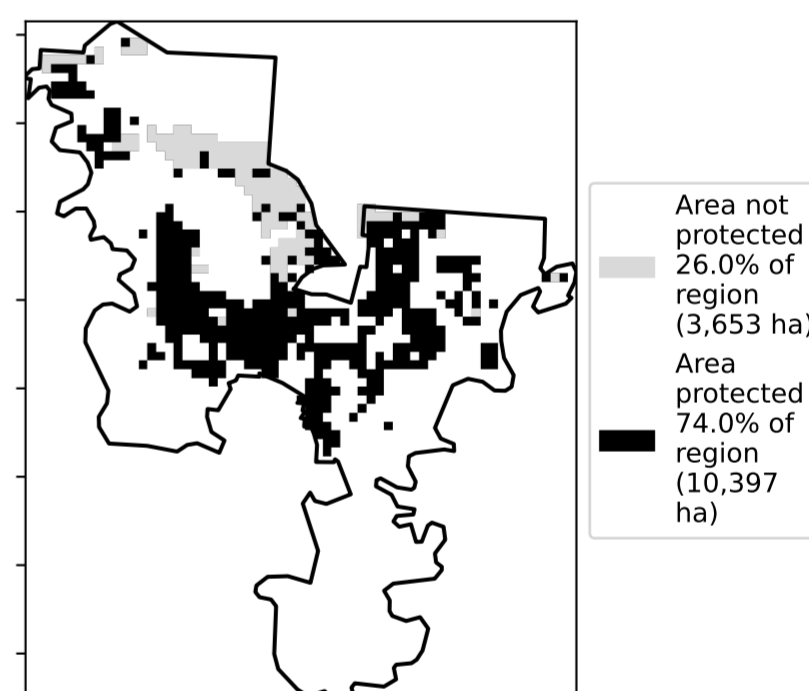 Area not
protected
26.0% of
region
(3,653 ha)
Area
protected
74.0% of
region
(10,397
ha)